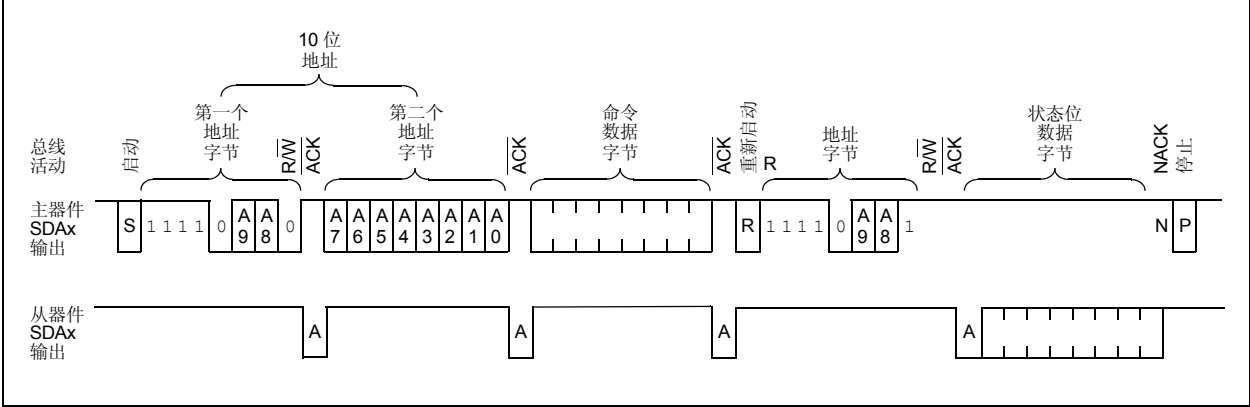 10 位
地址
第一个
地址
字节
第二个
地址
字节
命令
数据
字节
地址
字节
状态位
数据
字节
总线
活动
启动
R/W
ACK
ACK
ACK
重新启动
R
R/W
ACK
NACK
停止
主器件
SDAx
输出
S 1 1 1 1 0 A9 A8 0 A7 A6 A5 A4 A3 A2 A1 A0 R 1 1 1 1 0 A9 A8 1 N P
从器件
SDAx
输出
A A A A